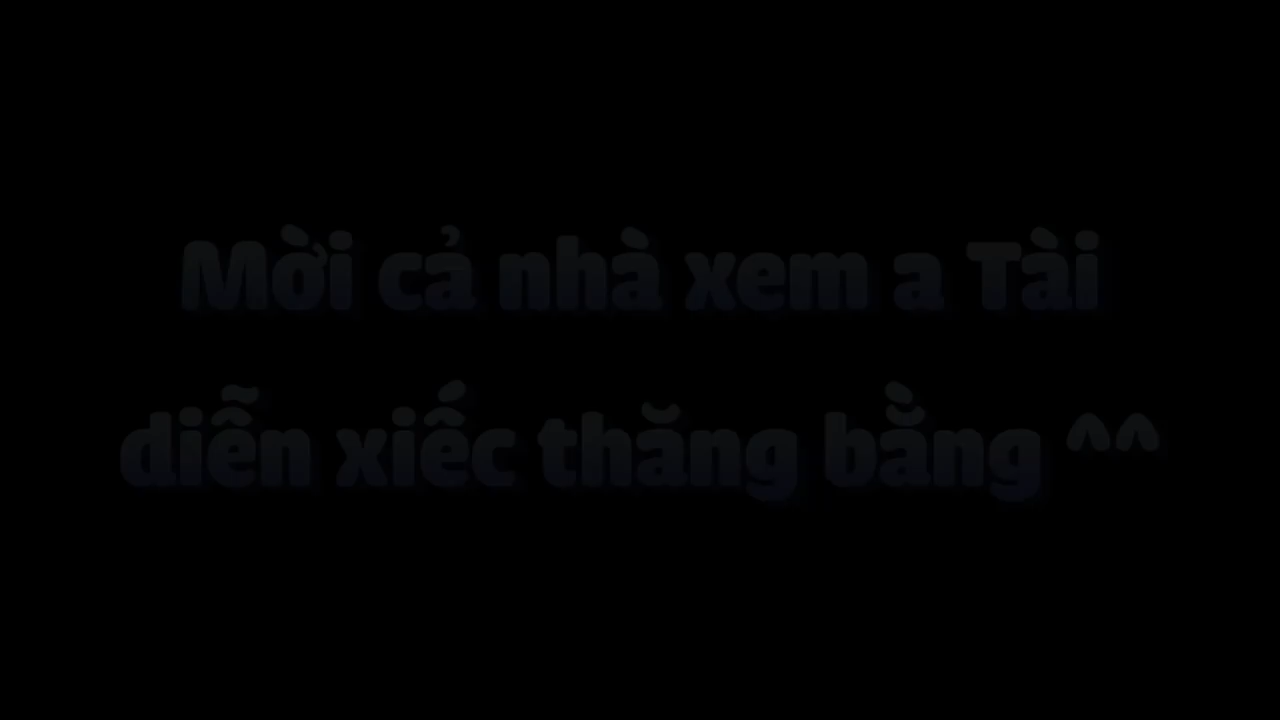 Mời cả nhà xem a Tài
diễn xiếc thăng bằng ^^